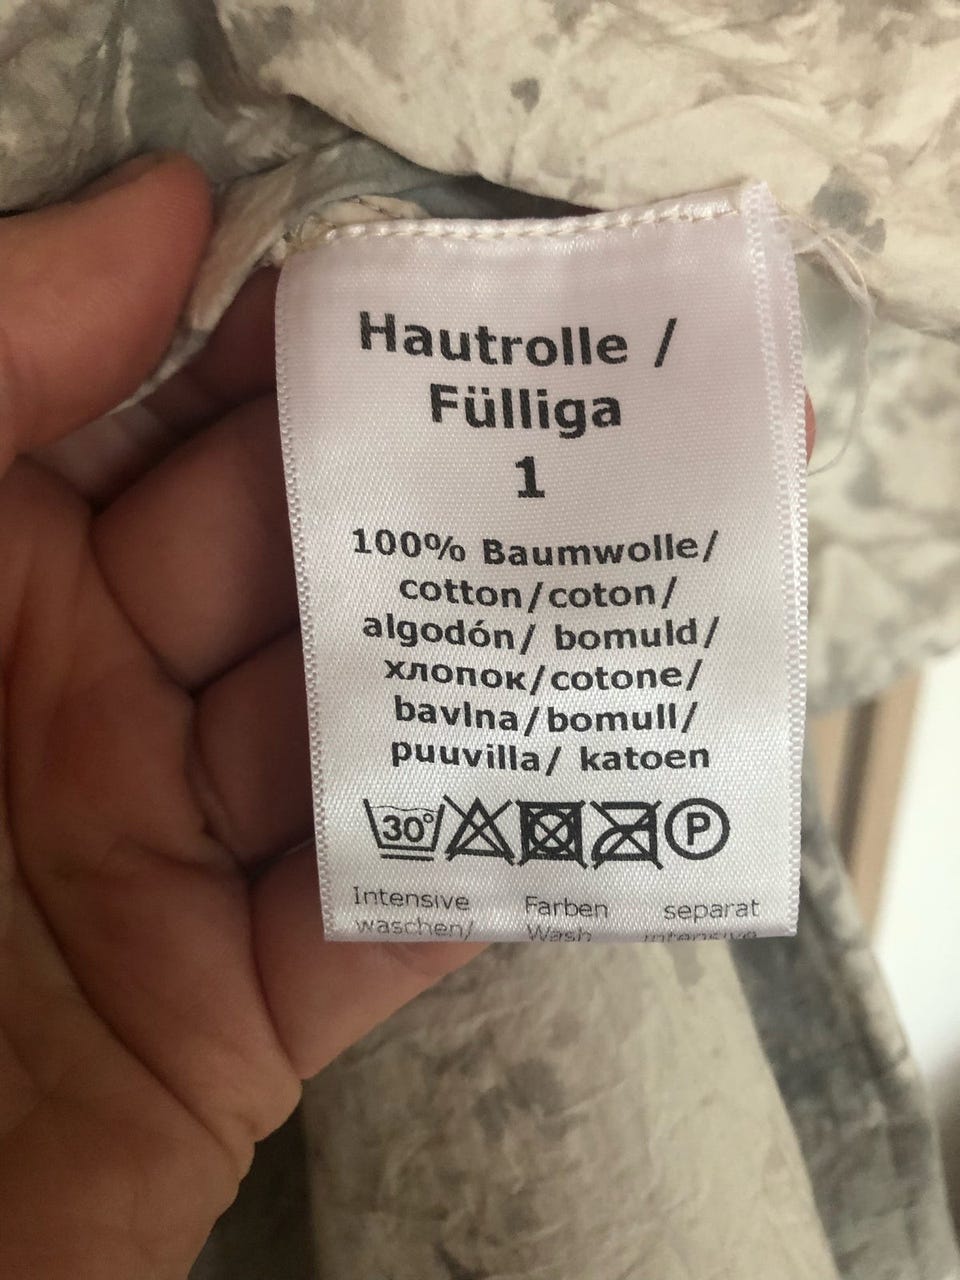 Hautrolle /
Fülliga
1
100% Baumwolle/
cotton/coton/
algodón/ bomuld/
хлопок/cotone/
bavlna/bomull/
puuvilla/ katoen
30° P
Intensive Farben separat
waschen/ Wash intensive